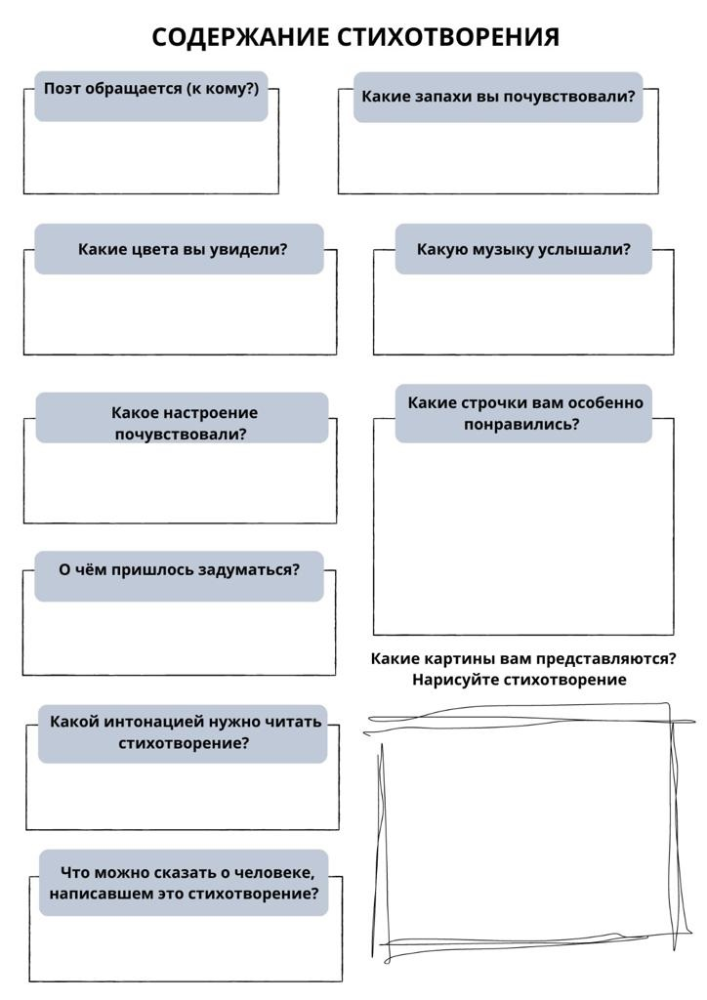 СОДЕРЖАНИЕ СТИХОТВОРЕНИЯ
Поэт обращается (к кому?)
Какие запахи вы почувствовали?
Какие цвета вы увидели?
Какую музыку услышали?
Какое настроение
почувствовали?
Какие строчки вам особенно
понравились?
О чём пришлось задуматься?
Какие картины вам представляются?
Нарисуйте стихотворение
Какой интонацией нужно читать
стихотворение?
Что можно сказать о человеке,
написавшем это стихотворение?